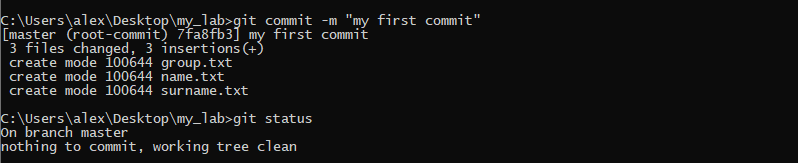 C:\Users\alex\Desktop\my_lab>git commit -m "my first commit"
[master (root-commit) 7fa8fb3] my first commit
 3 files changed, 3 insertions(+)
 create mode 100644 group.txt
 create mode 100644 name.txt
 create mode 100644 surname.txt
C:\Users\alex\Desktop\my_lab>git status
On branch master
nothing to commit, working tree clean